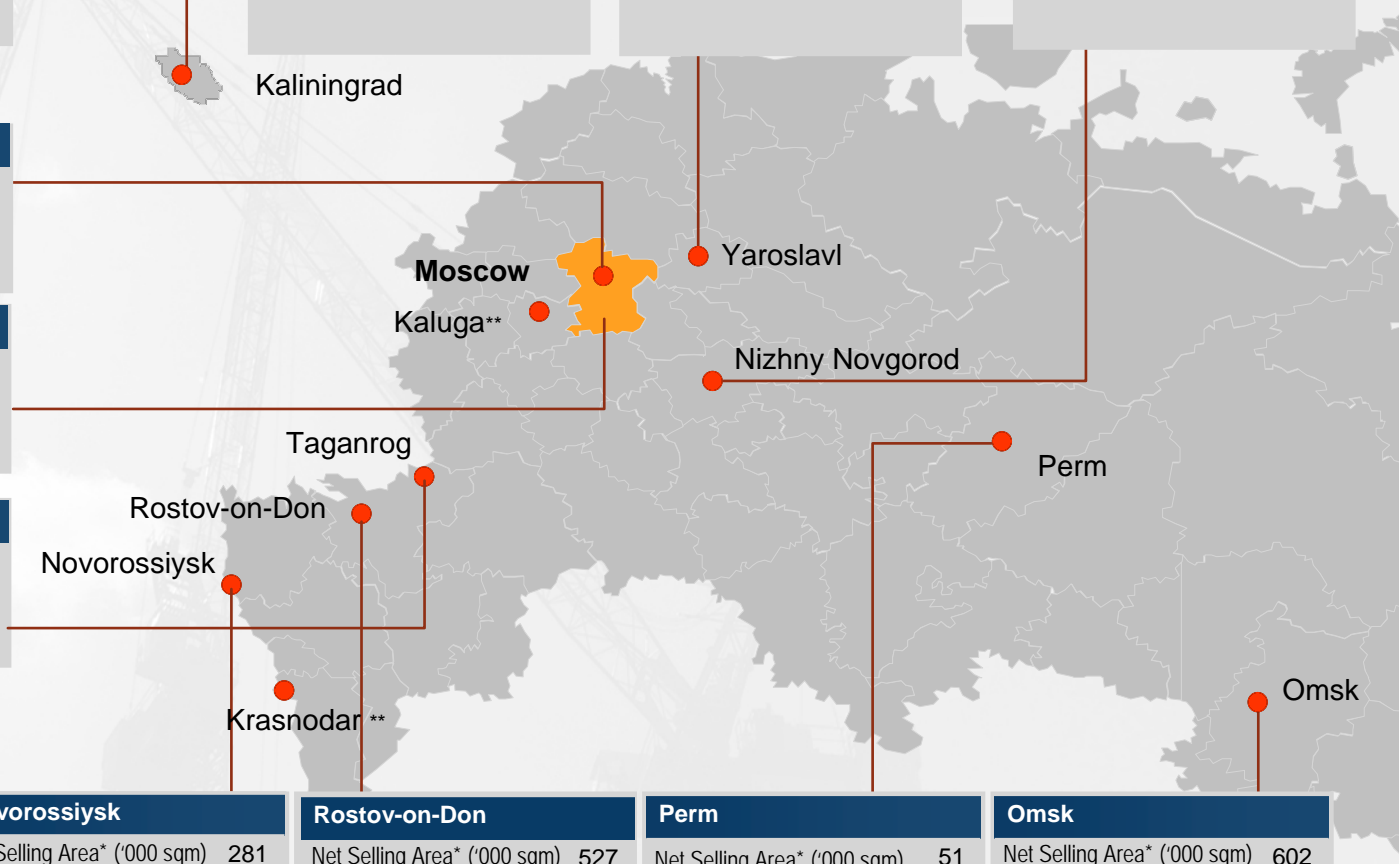 Kaliningrad
Yaroslavl
Moscow
Kaluga**
Nizhny Novgorod
Taganrog
Perm
Rostov-on-Don
Novorossiysk
Omsk
Krasnodar **
vorossiysk
Selling Area* (‘000 sqm) 281
Rostov-on-Don
Net Selling Area* (‘000 sqm) 527
Perm
Net Selling Area* (‘000 sqm) 51
Omsk
Net Selling Area* (‘000 sqm) 602